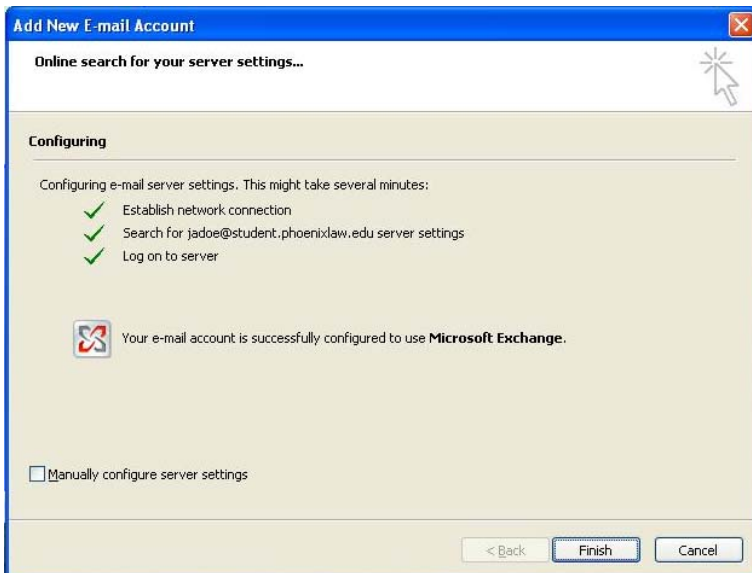 Add New E-mail Account
Online search for your server settings...
Configuring
Configuring e-mail server settings. This might take several minutes:
Establish network connection
Search for jadoe@student.phoenixlaw.edu server settings
Log on to server
Your e-mail account is successfully configured to use Microsoft Exchange.
Manually configure server settings
< Back Finish Cancel